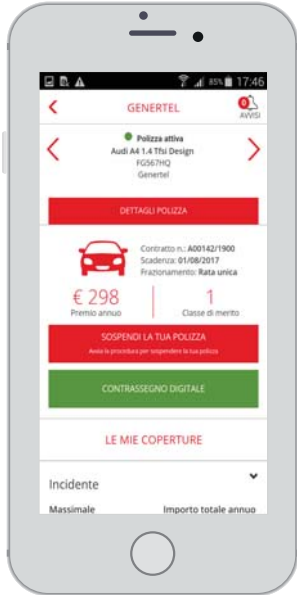 85% 17:46
GENERTEL
0
AVVISI
Polizza attiva
Audi A4 1.4 Tfsi Design
FG567HQ
Genertel
DETTAGLI POLIZZA
Contratto n.: A00142/1900
Scadenza: 01/08/2017
Frazionamento: Rata unica
€ 298
Premio annuo
1
Classe di merito
SOSPENDI LA TUA POLIZZA
Avvia la procedura per sospendere la tua polizza
CONTRASSEGNO DIGITALE
LE MIE COPERTURE
Incidente
Massimale Importo totale annuo